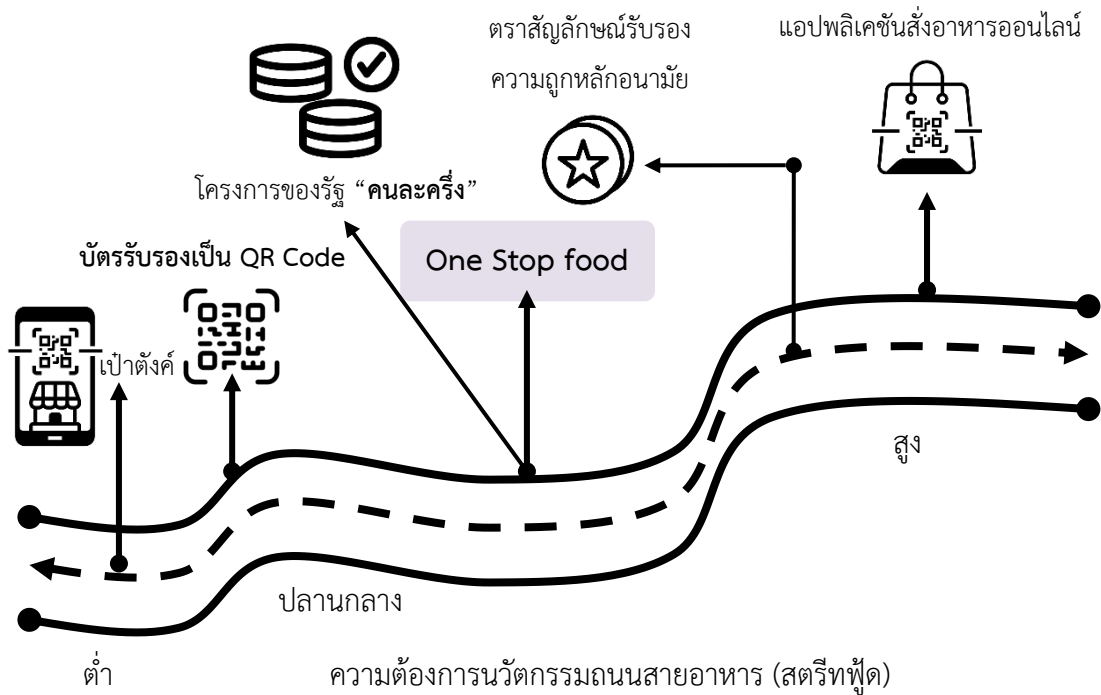 ตราสัญลักษณ์รับรอง
ความถูกหลักอนามัย
แอปพลิเคชันสั่งอาหารออนไลน์
โครงการของรัฐ “คนละครึ่ง”
บัตรรับรองเป็น QR Code
One Stop food
เป๋าตังค์
สูง
ปลานกลาง
ต่ำ
ความต้องการนวัตกรรมถนนสายอาหาร (สตรีทฟู้ด)